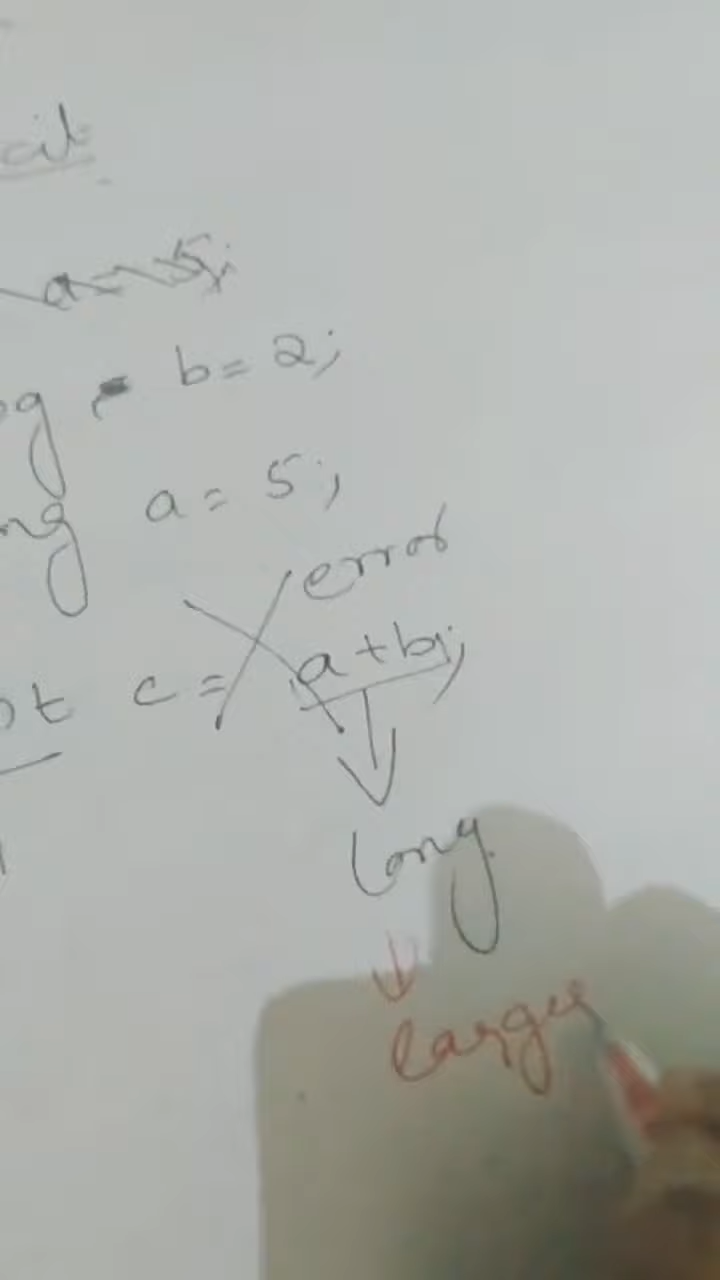 a=5;
b=2;
a=5;
error
c= a+b;
long
larger